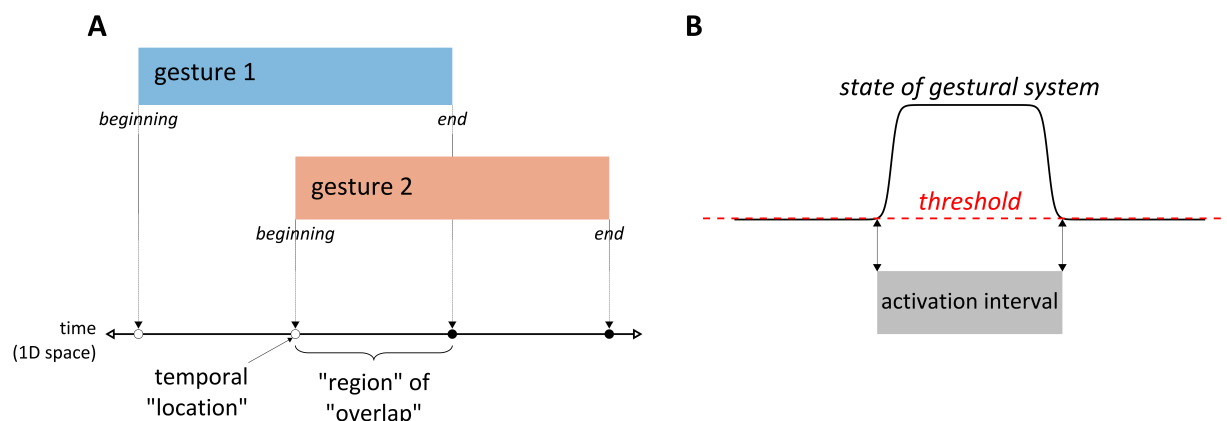 A
gesture 1
beginning
end
gesture 2
beginning
end
time
(1D space)
temporal
"location"
"region" of
"overlap"
B
state of gestural system
threshold
activation interval